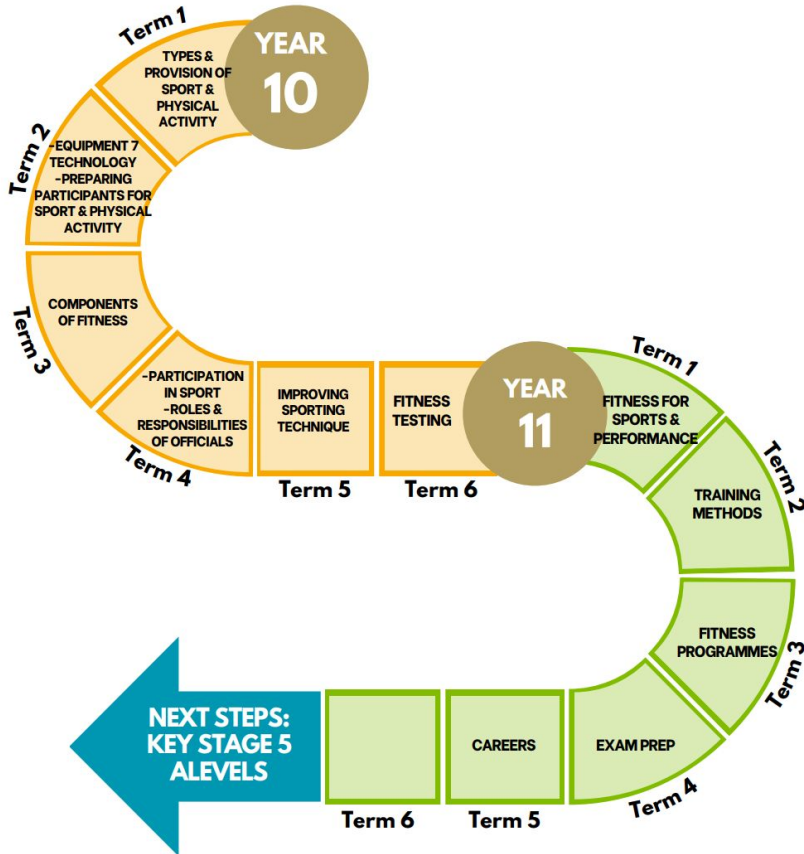 Term 1
YEAR
10
TYPES &
PROVISION OF
SPORT &
PHYSICAL
ACTIVITY
Term 2
-EQUIPMENT 7
TECHNOLOGY
-PREPARING
PARTICIPANTS FOR
SPORT & PHYSICAL
ACTIVITY
Term 3
COMPONENTS
OF FITNESS
Term 4
-PARTICIPATION
IN SPORT
-ROLES &
RESPONSIBILITIES
OF OFFICIALS
IMPROVING
SPORTING
TECHNIQUE
Term 5
FITNESS
TESTING
Term 6
YEAR
11
Term 1
FITNESS FOR
SPORTS &
PERFORMANCE
Term 2
TRAINING
METHODS
FITNESS
PROGRAMMES
Term 3
EXAM PREP
Term 4
CAREERS
Term 5
Term 6
NEXT STEPS:
KEY STAGE 5
ALEVELS